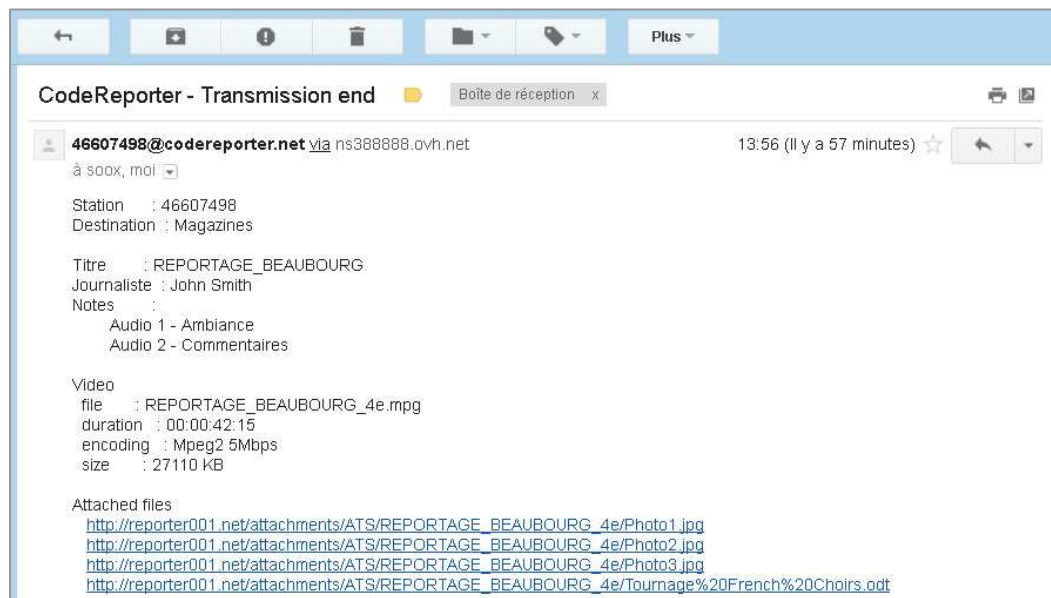 Plus
CodeReporter - Transmission end Boîte de réception x
46607498@codereporter.net via ns388888.ovh.net 13:56 (Il y a 57 minutes)
à soox, moi
Station : 46607498
Destination : Magazines
Titre : REPORTAGE_BEAUBOURG
Journaliste : John Smith
Notes :
Audio 1 - Ambiance
Audio 2 - Commentaires
Video
file : REPORTAGE_BEAUBOURG_4e.mpg
duration : 00:00:42:15
encoding : Mpeg2 5Mbps
size : 27110 KB
Attached files
http://reporter001.net/attachments/ATS/REPORTAGE_BEAUBOURG_4e/Photo1.jpg
http://reporter001.net/attachments/ATS/REPORTAGE_BEAUBOURG_4e/Photo2.jpg
http://reporter001.net/attachments/ATS/REPORTAGE_BEAUBOURG_4e/Photo3.jpg
http://reporter001.net/attachments/ATS/REPORTAGE_BEAUBOURG_4e/Tournage%20French%20Choirs.odt